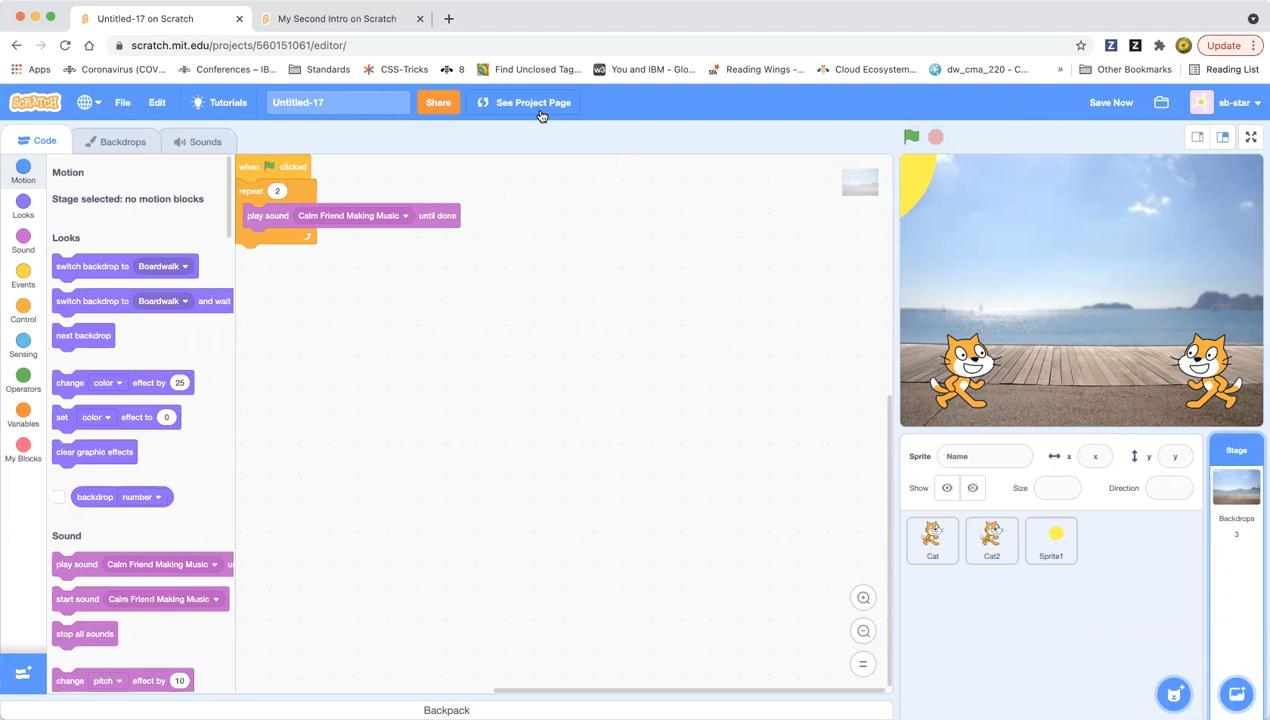 Untitled-17 on Scratch
My Second Intro on Scratch
scratch.mit.edu/projects/560151061/editor/
Update
Apps
Coronavirus (COV...
Conferences – IB...
Standards
CSS-Tricks
8
Find Unclosed Tag...
You and IBM - Glo...
Reading Wings -...
Cloud Ecosystem...
dw_cma_220 - C...
»
Other Bookmarks
Reading List
SCRATCH
File
Edit
Tutorials
Untitled-17
Share
See Project Page
Save Now
sb-star
Code
Backdrops
Sounds
Motion
Looks
Sound
Events
Control
Sensing
Operators
Variables
My Blocks
Motion
Stage selected: no motion blocks
Looks
switch backdrop to Boardwalk
switch backdrop to Boardwalk and wait
next backdrop
change color effect by 25
set color effect to 0
clear graphic effects
backdrop number
Sound
play sound Calm Friend Making Music
start sound Calm Friend Making Music
stop all sounds
change pitch effect by 10
when clicked
repeat 2
play sound Calm Friend Making Music until done
Sprite Name x x y y
Show Size Direction
Cat
Cat2
Sprite1
Stage
Backdrops
3
Backpack